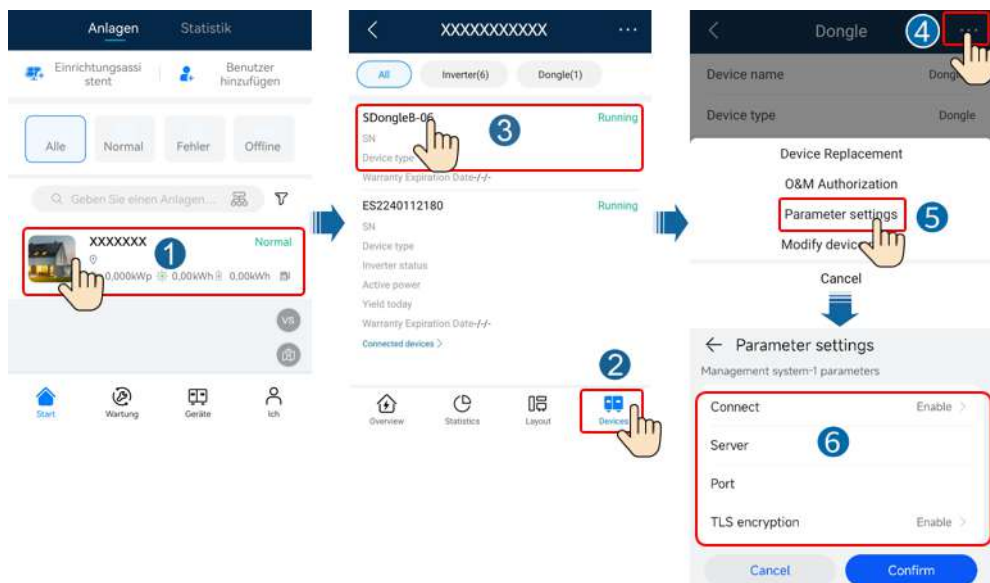 Anlagen
Statistik
Einrichtungsassi
stent
Benutzer
hinzufügen
Alle
Normal
Fehler
Offline
Geben Sie einen Anlagen...
XXXXXXX
Normal
1
0,000kWp
0,00kWh
0,00kWh
VS
Start
Wartung
Geräte
Ich
XXXXXXXXXXX
...
All
Inverter(6)
Dongle(1)
SDongleB-06
Running
3
SN
Device type
Warranty Expiration Date-/-/-
ES2240112180
Running
SN
Device type
Inverter status
Active power
Yield today
Warranty Expiration Date-/-/-
Connected devices >
2
Overview
Statistics
Layout
Devices
Dongle
4
Device name
Device type
Dongle
Device Replacement
O&M Authorization
Parameter settings
5
Cancel
Parameter settings
Management system-1 parameters
Connect
Enable >
Server
6
Port
TLS encryption
Enable >
Cancel
Confirm